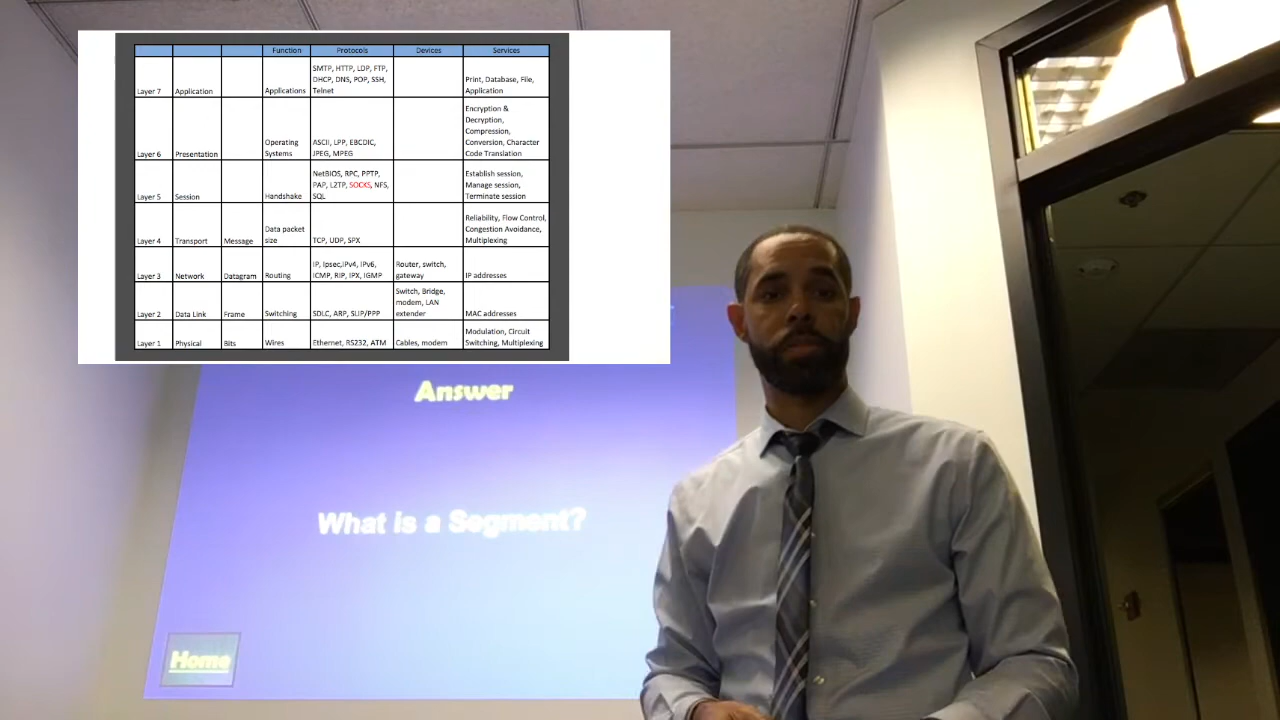 Function Protocols Devices Services
SMTP, HTTP, LDP, FTP,
DHCP, DNS, POP, SSH,
Print, Database, File,
Layer 7 Application Applications Telnet Application
Encryption &
Decryption,
Compression,
Operating ASCII, LPP, EBCDIC, Conversion, Character
Layer 6 Presentation Systems JPEG, MPEG Code Translation
NetBIOS, RPC, PPTP, Establish session,
PAP, L2TP, SOCKS, NFS, Manage session,
Layer 5 Session Handshake SQL Terminate session
Reliability, Flow Control,
Data packet Congestion Avoidance,
Layer 4 Transport Message size TCP, UDP, SPX Multiplexing
IP, Ipsec,IPv4, IPv6, Router, switch,
Layer 3 Network Datagram Routing ICMP, RIP, IPX, IGMP gateway IP addresses
Switch, Bridge,
modem, LAN
Layer 2 Data Link Frame Switching SDLC, ARP, SLIP/PPP extender MAC addresses
Modulation, Circuit
Layer 1 Physical Bits Wires Ethernet, RS232, ATM Cables, modem Switching, Multiplexing
Answer
What is a Segment?
Home